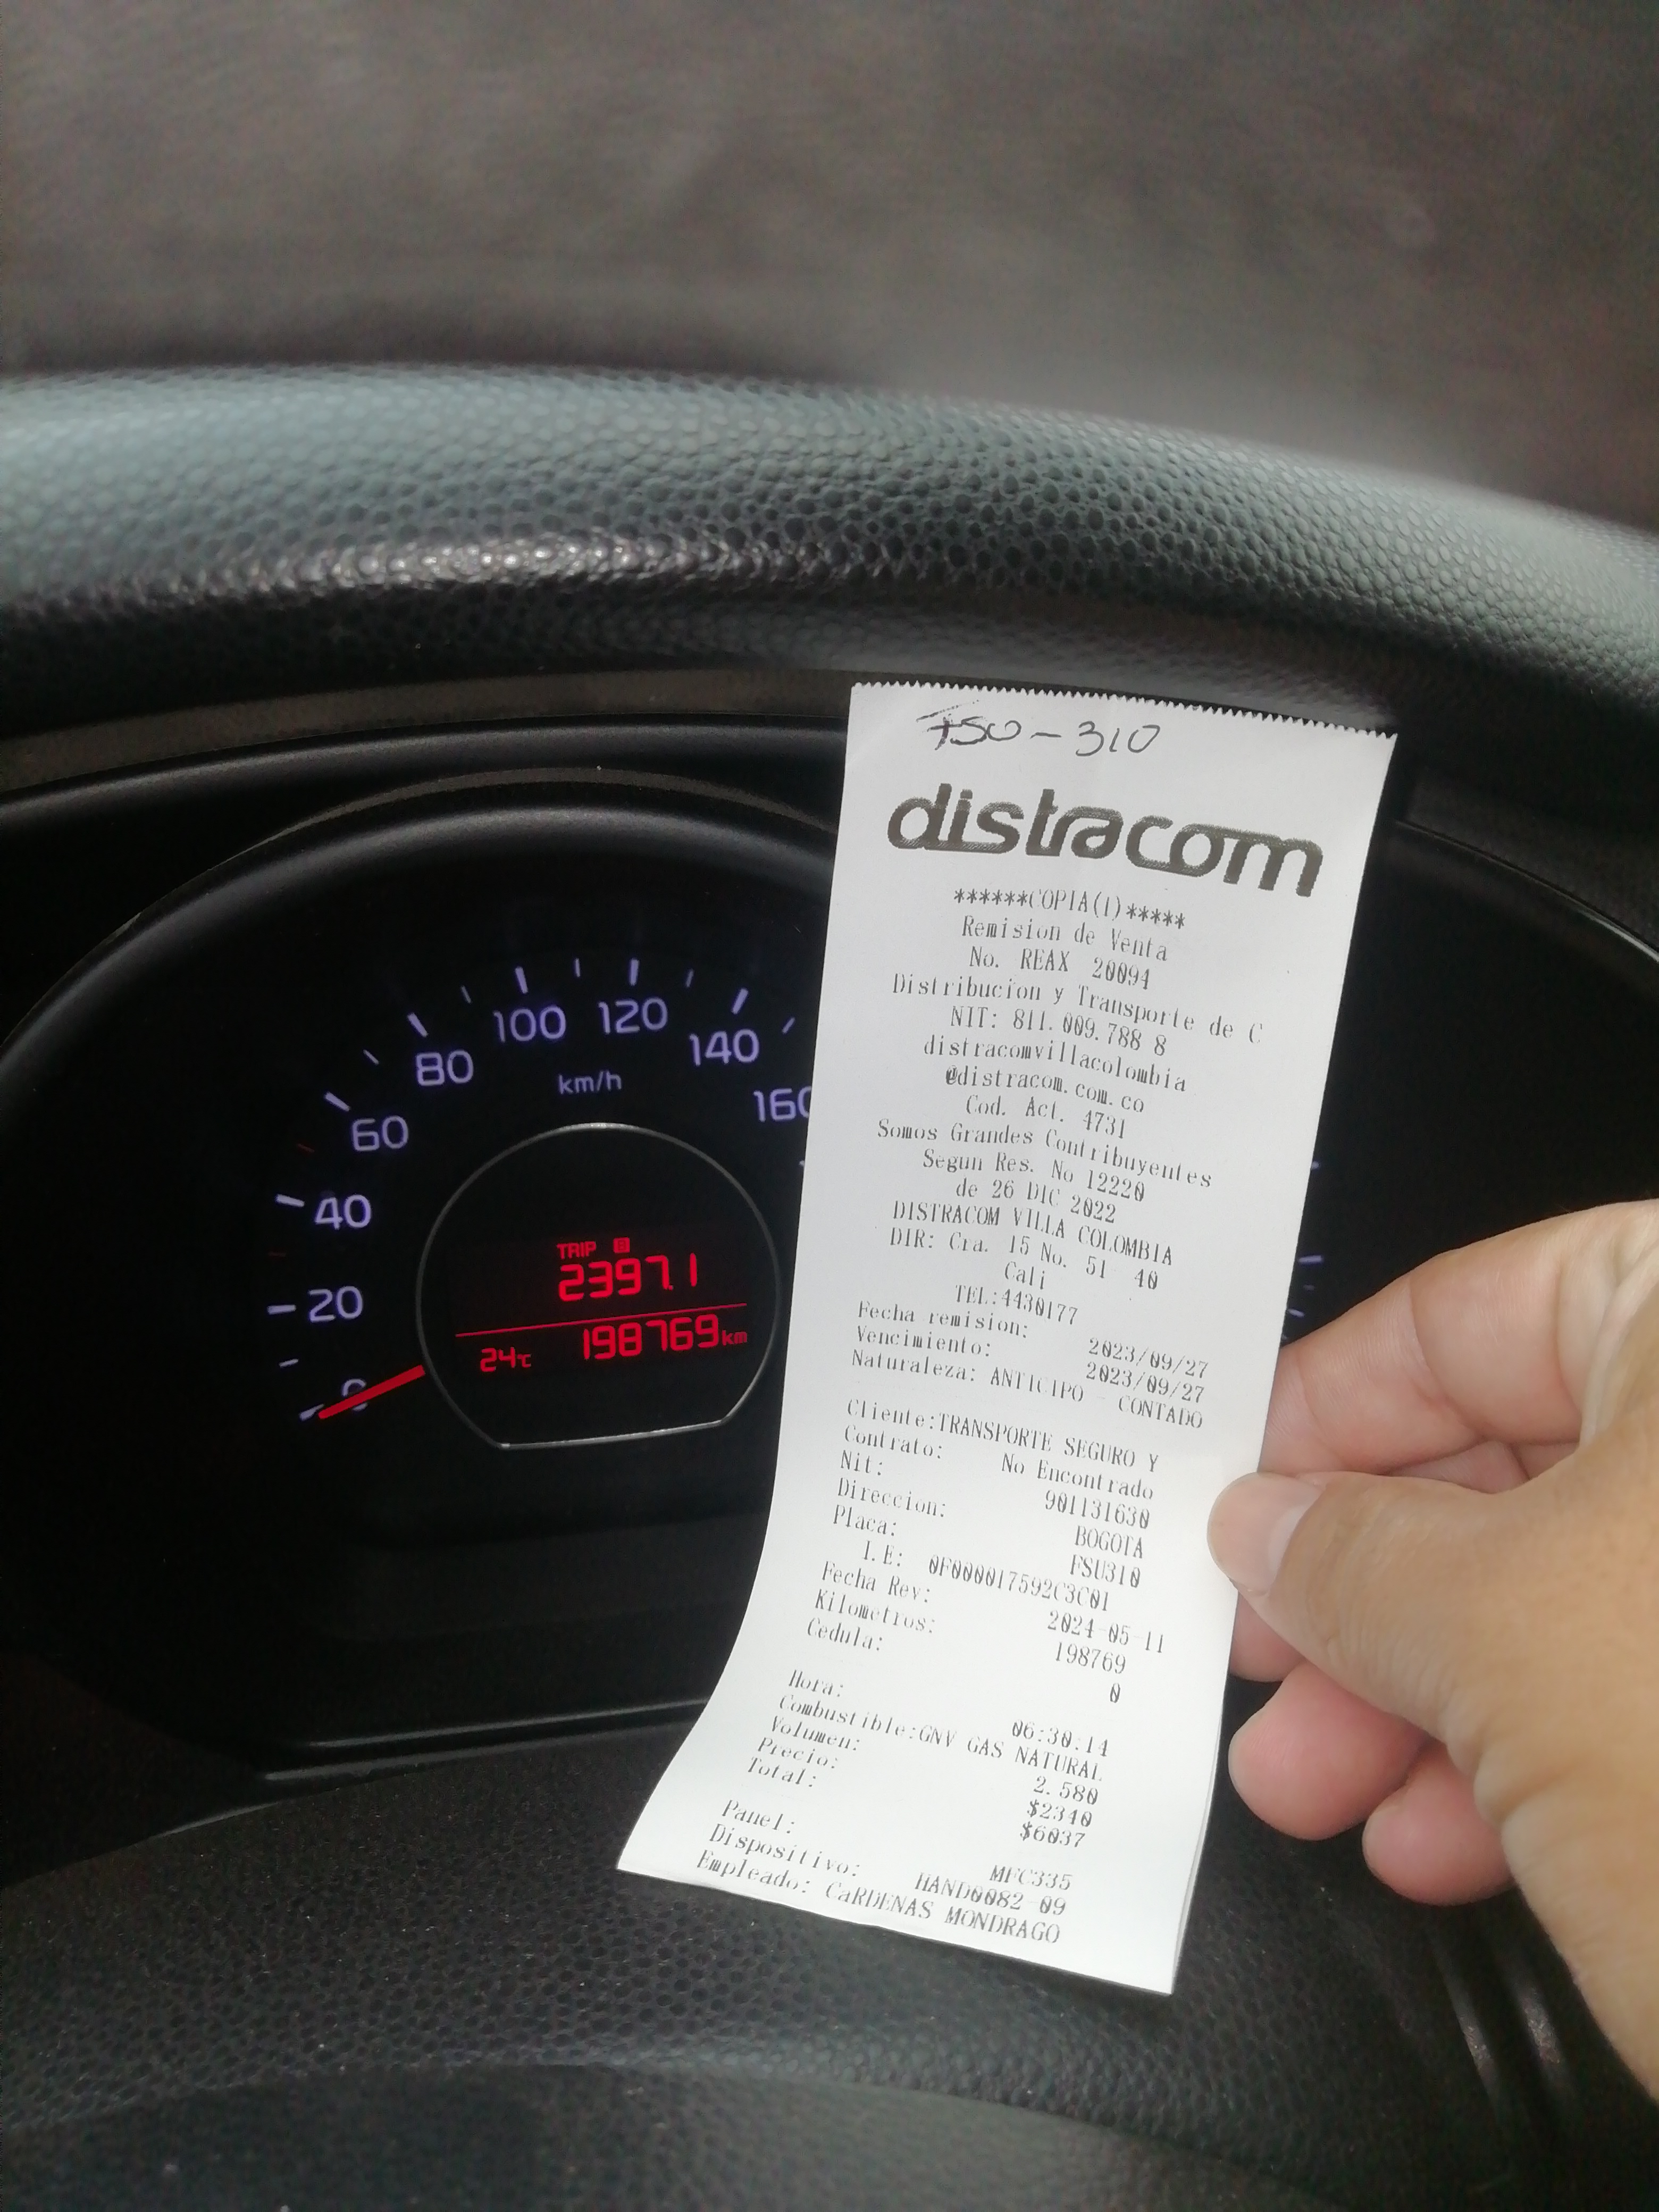 20
40
60
80
100
120
140
160
km/h
TRIP B
2397.1
198769 km
24°C
FSU-310
distracom
******COPIA(1)*****
Remision de Venta
No. REAX 20094
Distribucion y Transporte de C
NIT: 811.009.788 8
distracomvillacolombia
@distracom.com.co
Cod. Act. 4731
Somos Grandes Contribuyentes
Segun Res. No 12220
de 26 DIC 2022
DISTRACOM VILLA COLOMBIA
DIR: Cra. 15 No. 51 40
Cali
TEL:4430177
Fecha remision: 2023/09/27
Vencimiento: 2023/09/27
Naturaleza: ANTICIPO - CONTADO
Cliente:TRANSPORTE SEGURO Y
Contrato: No Encontrado
Nit: 901131630
Direccion: BOGOTA
Placa: FSU310
I.E: 0F000017592C3C01
Fecha Rev: 2024-05-11
Kilometros: 198769
Cedula: 0
Hora: 06:30:14
Combustible:GNV GAS NATURAL
Volumen: 2.580
Precio: $2340
Total: $6037
Panel: MFC335
Dispositivo: HAND0082-09
Empleado: CaRDENAS MONDRAGO